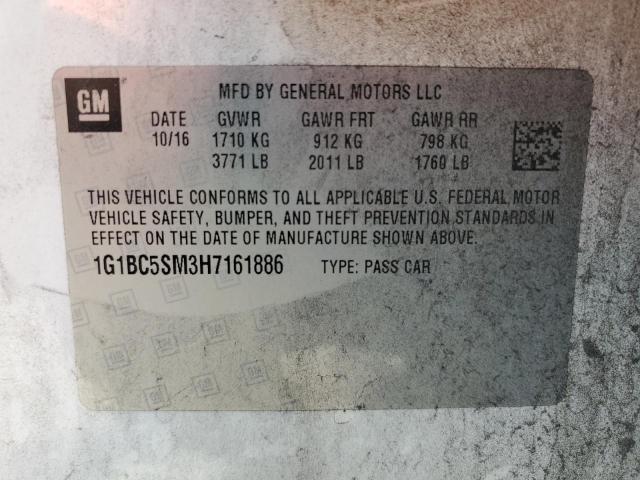 GM MFD BY GENERAL MOTORS LLC
DATE GVWR GAWR FRT GAWR RR
10/16 1710 KG 912 KG 798 KG
3771 LB 2011 LB 1760 LB
THIS VEHICLE CONFORMS TO ALL APPLICABLE U.S. FEDERAL MOTOR
VEHICLE SAFETY, BUMPER, AND THEFT PREVENTION STANDARDS IN
EFFECT ON THE DATE OF MANUFACTURE SHOWN ABOVE.
1G1BC5SM3H7161886 TYPE: PASS CAR